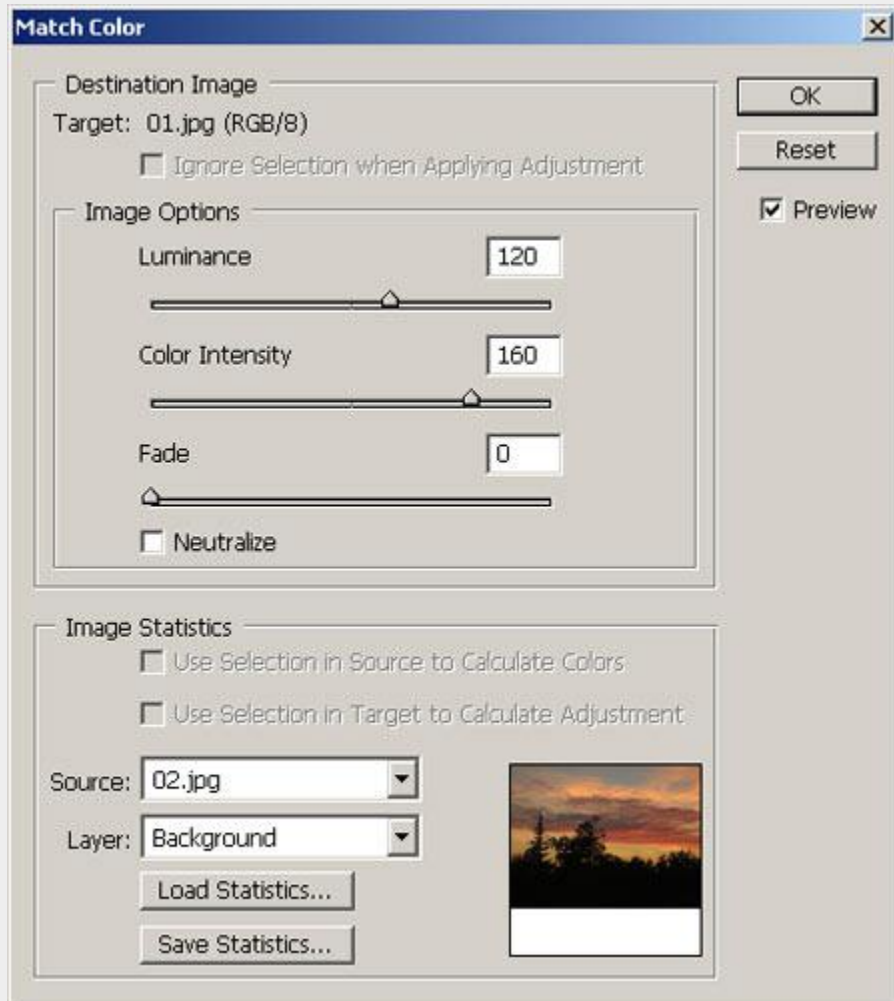 Match Color
Destination Image
Target: 01.jpg (RGB/8)
Ignore Selection when Applying Adjustment
Image Options
Luminance 120
Color Intensity 160
Fade 0
Neutralize
OK
Reset
Preview
Image Statistics
Use Selection in Source to Calculate Colors
Use Selection in Target to Calculate Adjustment
Source: 02.jpg
Layer: Background
Load Statistics...
Save Statistics...